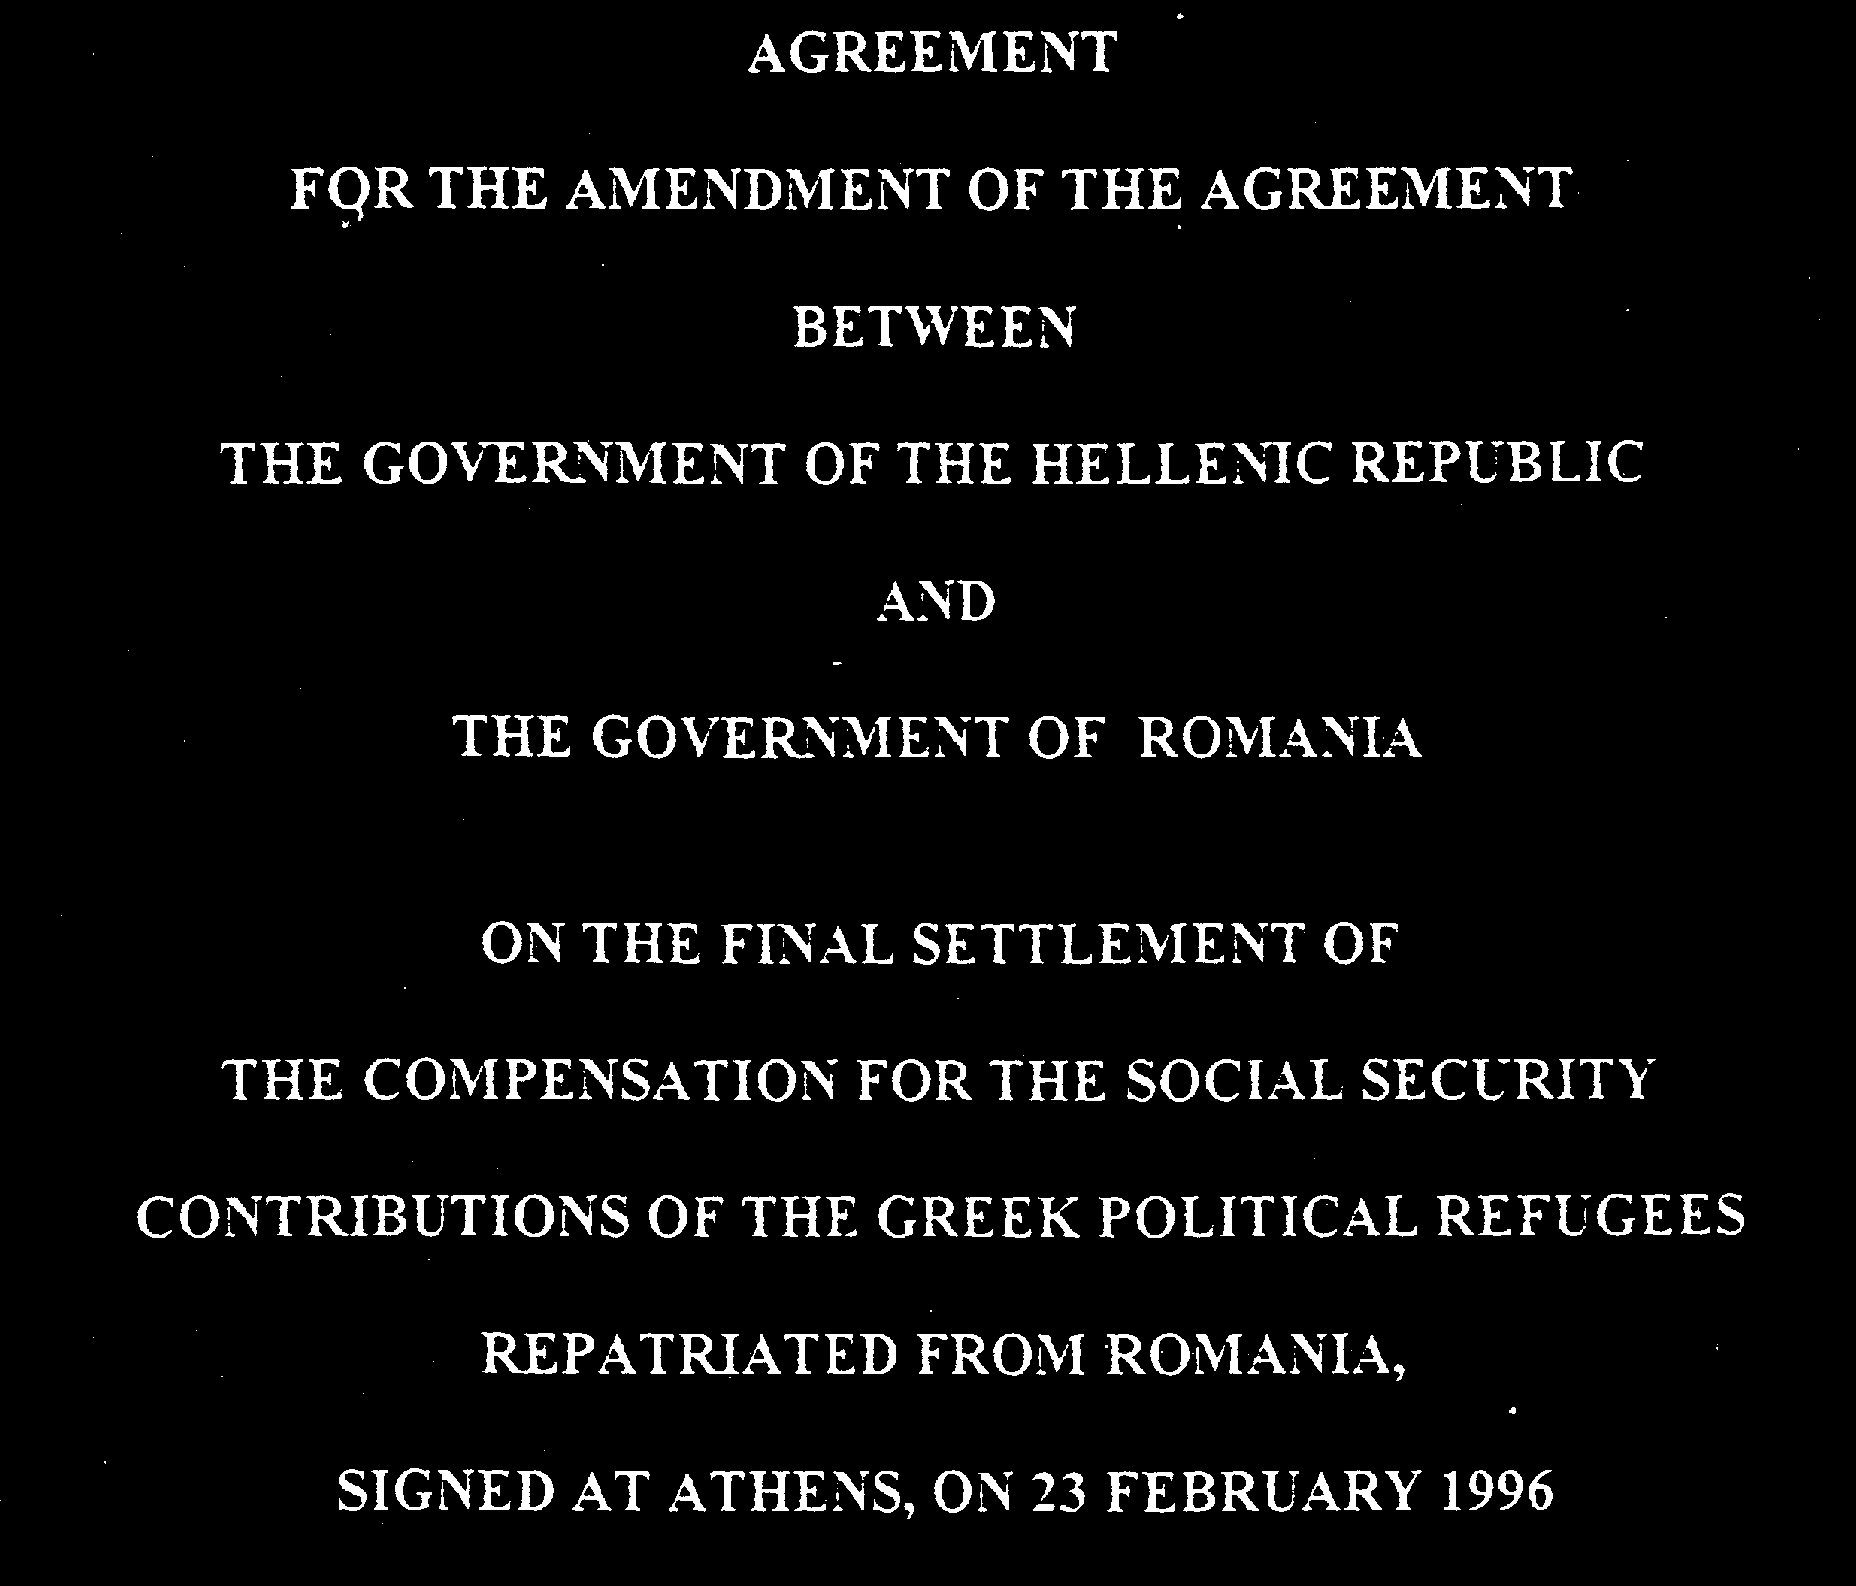 AGREEMENT
FOR THE AMENDMENT OF THE AGREEMENT
BETWEEN
THE GOVERNMENT OF THE HELLENIC REPUBLIC
AND
THE GOVERNMENT OF ROMANIA
ON THE FINAL SETTLEMENT OF
THE COMPENSATION FOR THE SOCIAL SECURITY
CONTRIBUTIONS OF THE GREEK POLITICAL REFUGEES
REPATRIATED FROM ROMANIA,
SIGNED AT ATHENS, ON 23 FEBRUARY 1996